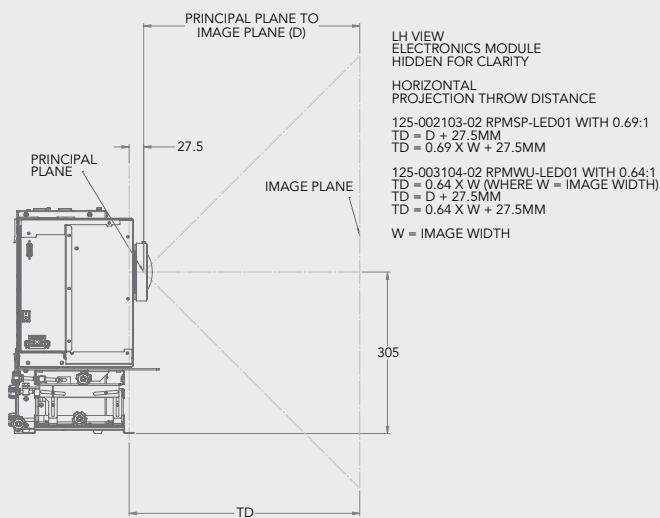 PRINCIPAL PLANE TO
IMAGE PLANE (D)
LH VIEW
ELECTRONICS MODULE
HIDDEN FOR CLARITY
HORIZONTAL
PROJECTION THROW DISTANCE
125-002103-02 RPMSP-LED01 WITH 0.69:1
TD = D + 27.5MM
TD = 0.69 X W + 27.5MM
125-003104-02 RPMWU-LED01 WITH 0.64:1
TD = 0.64 X W (WHERE W = IMAGE WIDTH)
TD = D + 27.5MM
TD = 0.64 X W + 27.5MM
W = IMAGE WIDTH
27.5
PRINCIPAL
PLANE
IMAGE PLANE
305
TD